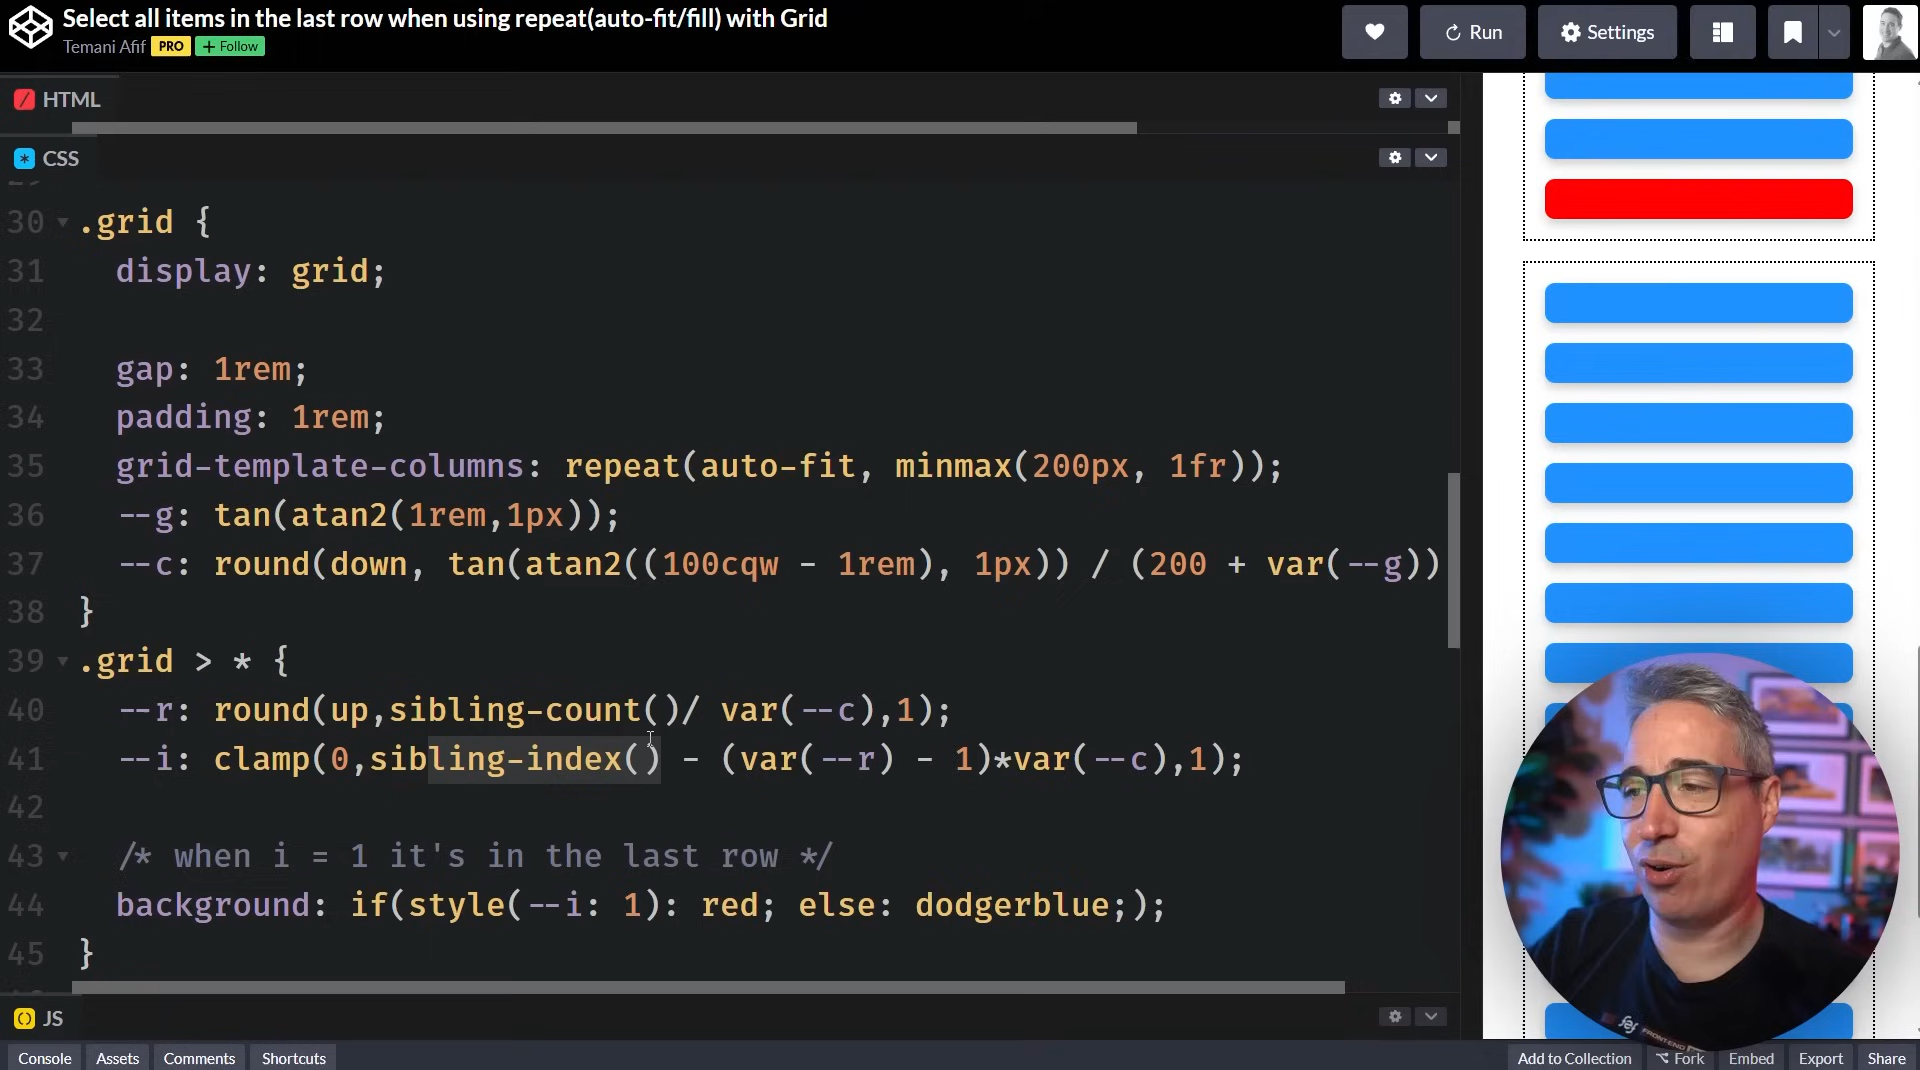 Select all items in the last row when using repeat(auto-fit/fill) with Grid
Temani Afif PRO + Follow
Run
Settings
HTML
CSS
30 .grid {
31 display: grid;
32
33 gap: 1rem;
34 padding: 1rem;
35 grid-template-columns: repeat(auto-fit, minmax(200px, 1fr));
36 --g: tan(atan2(1rem,1px));
37 --c: round(down, tan(atan2((100cqw - 1rem), 1px)) / (200 + var(--g))
38 }
39 .grid > * {
40 --r: round(up,sibling-count()/ var(--c),1);
41 --i: clamp(0,sibling-index() - (var(--r) - 1)*var(--c),1);
42
43 /* when i = 1 it's in the last row */
44 background: if(style(--i: 1): red; else: dodgerblue;);
45 }
JS
Console Assets Comments Shortcuts
Add to Collection Fork Embed Export Share